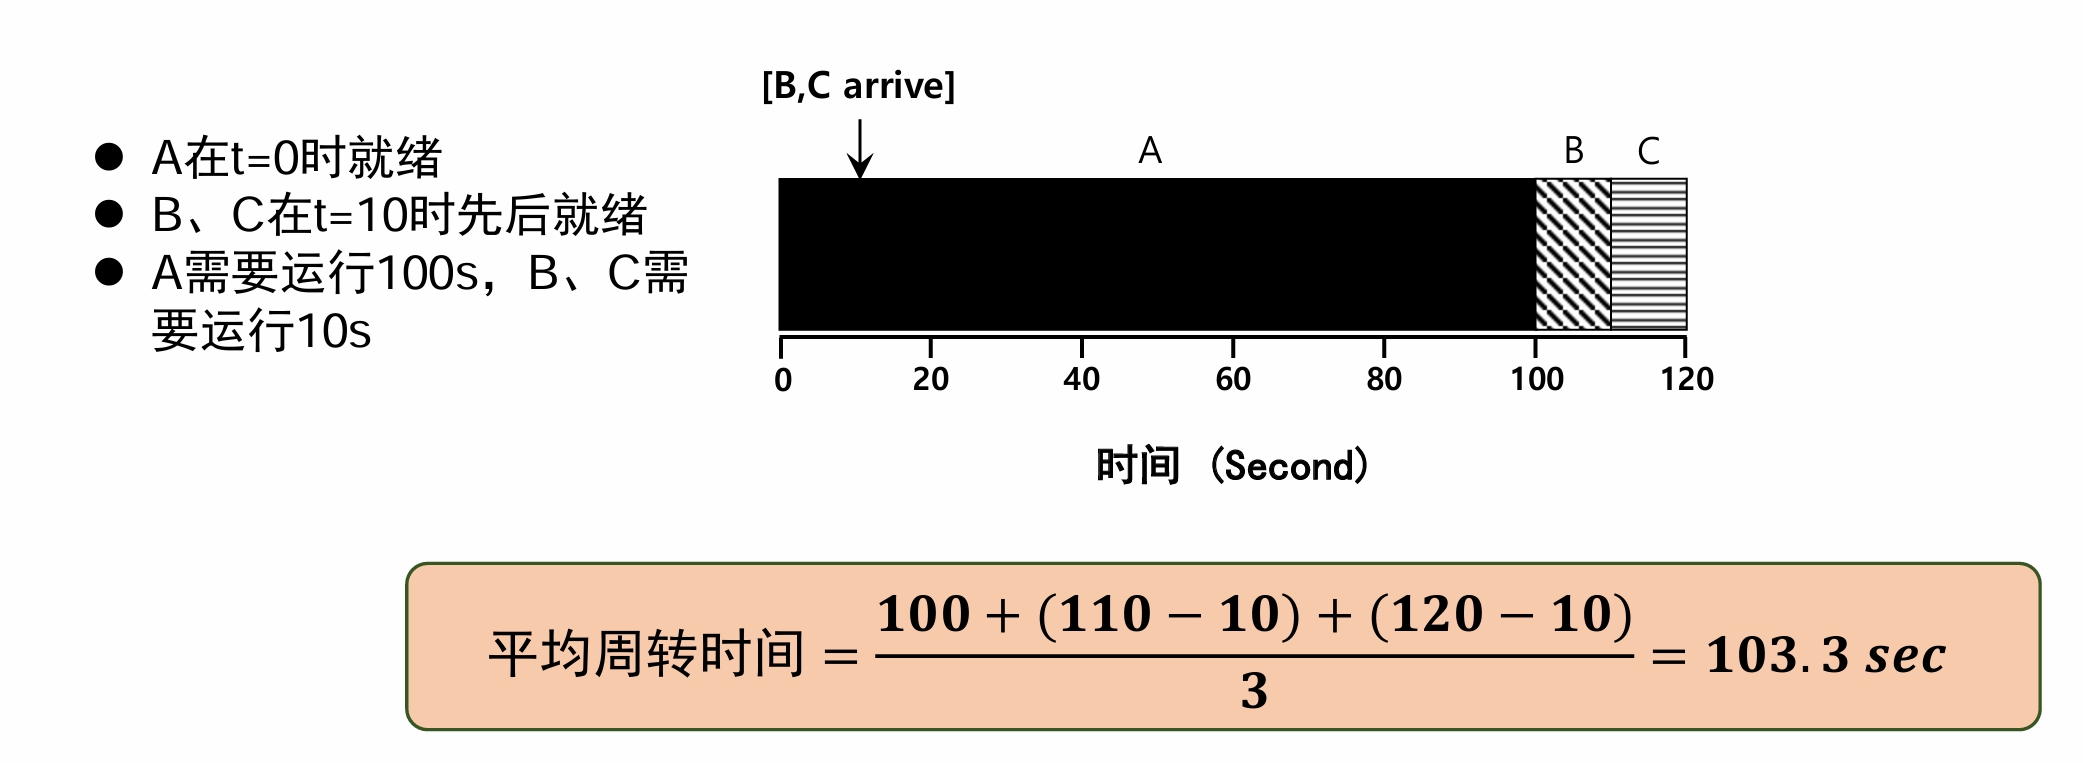 ● A在t=0时就绪
● B、C在t=10时先后就绪
● A需要运行100s，B、C需
要运行10s
[B,C arrive]
A B C
0 20 40 60 80 100 120
时间 (Second)
平均周转时间 = \frac{100 + (110 − 10) + (120 − 10)}{3} = 103.3 sec